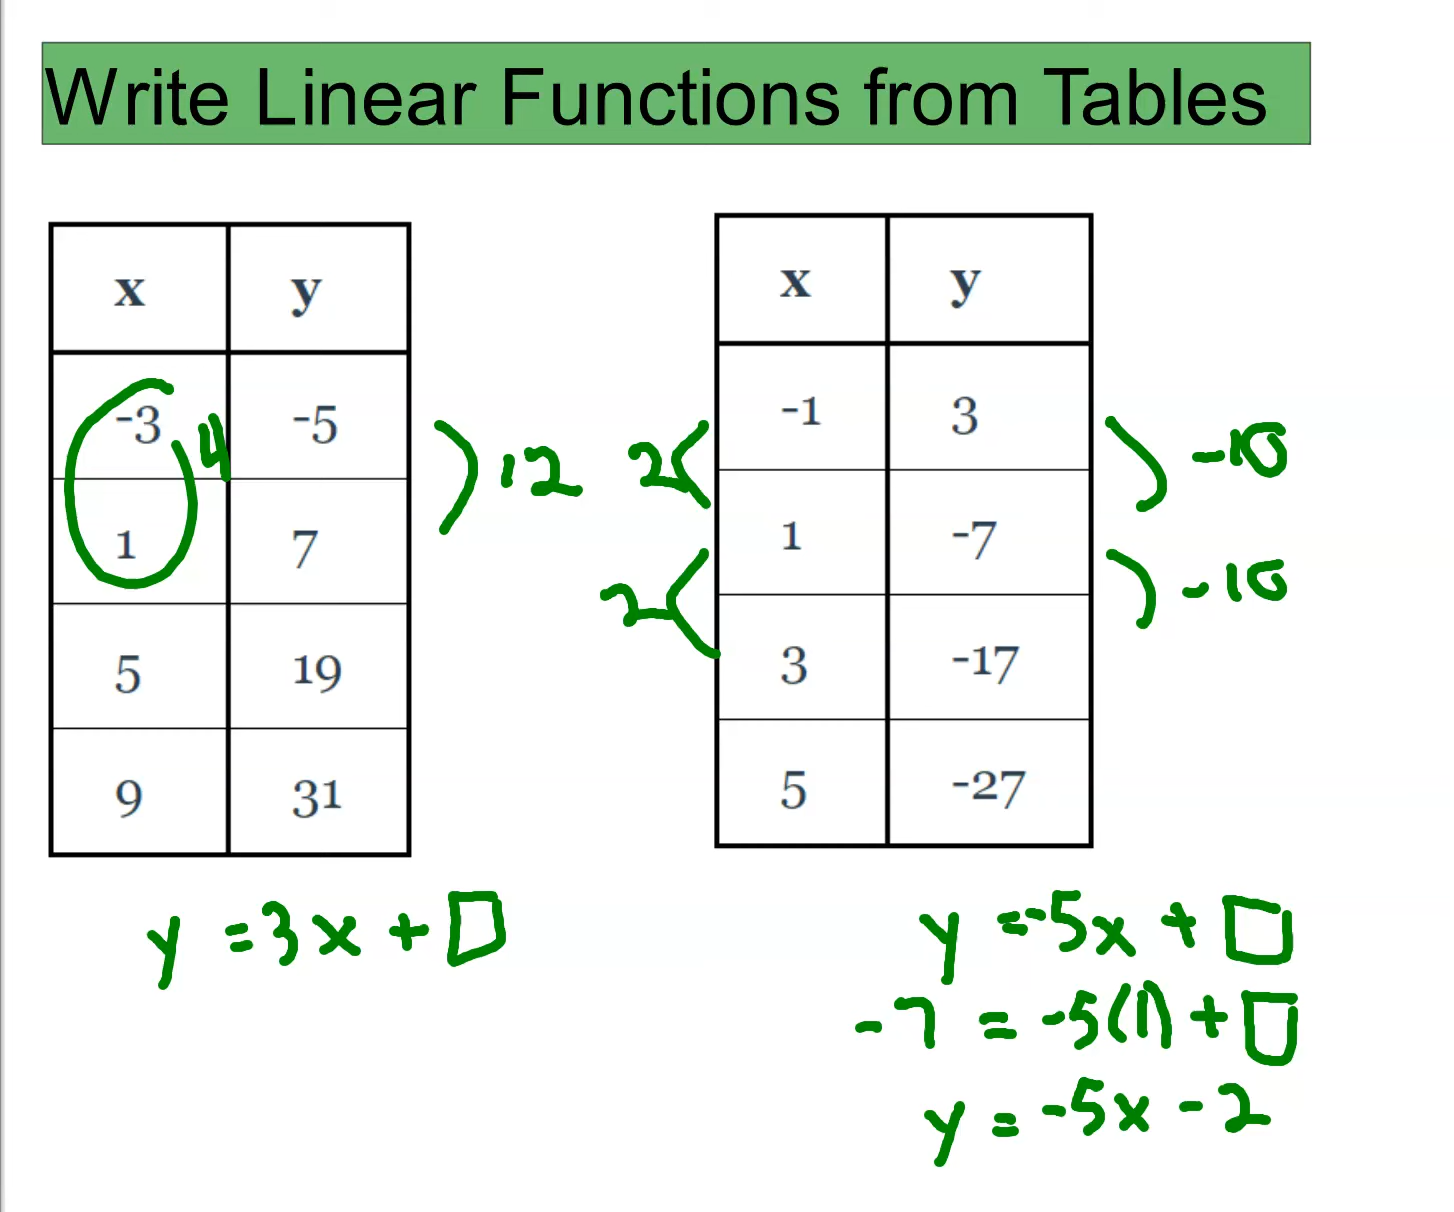 Write Linear Functions from Tables
x y
-3 -5
4
1 7
12
5 19
9 31
y = 3x + □
x y
-1 3
2 -10
1 -7
2 -10
3 -17
5 -27
y = -5x + □
-7 = -5(1) + □
y = -5x - 2